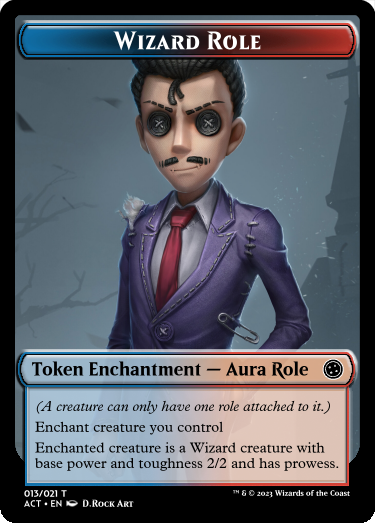 Wizard Role
Token Enchantment — Aura Role
(A creature can only have one role attached to it.)
Enchant creature you control
Enchanted creature is a Wizard creature with
base power and toughness 2/2 and has prowess.
013/021 T
™ & © 2023 Wizards of the Coast
ACT • EN D.Rock Art